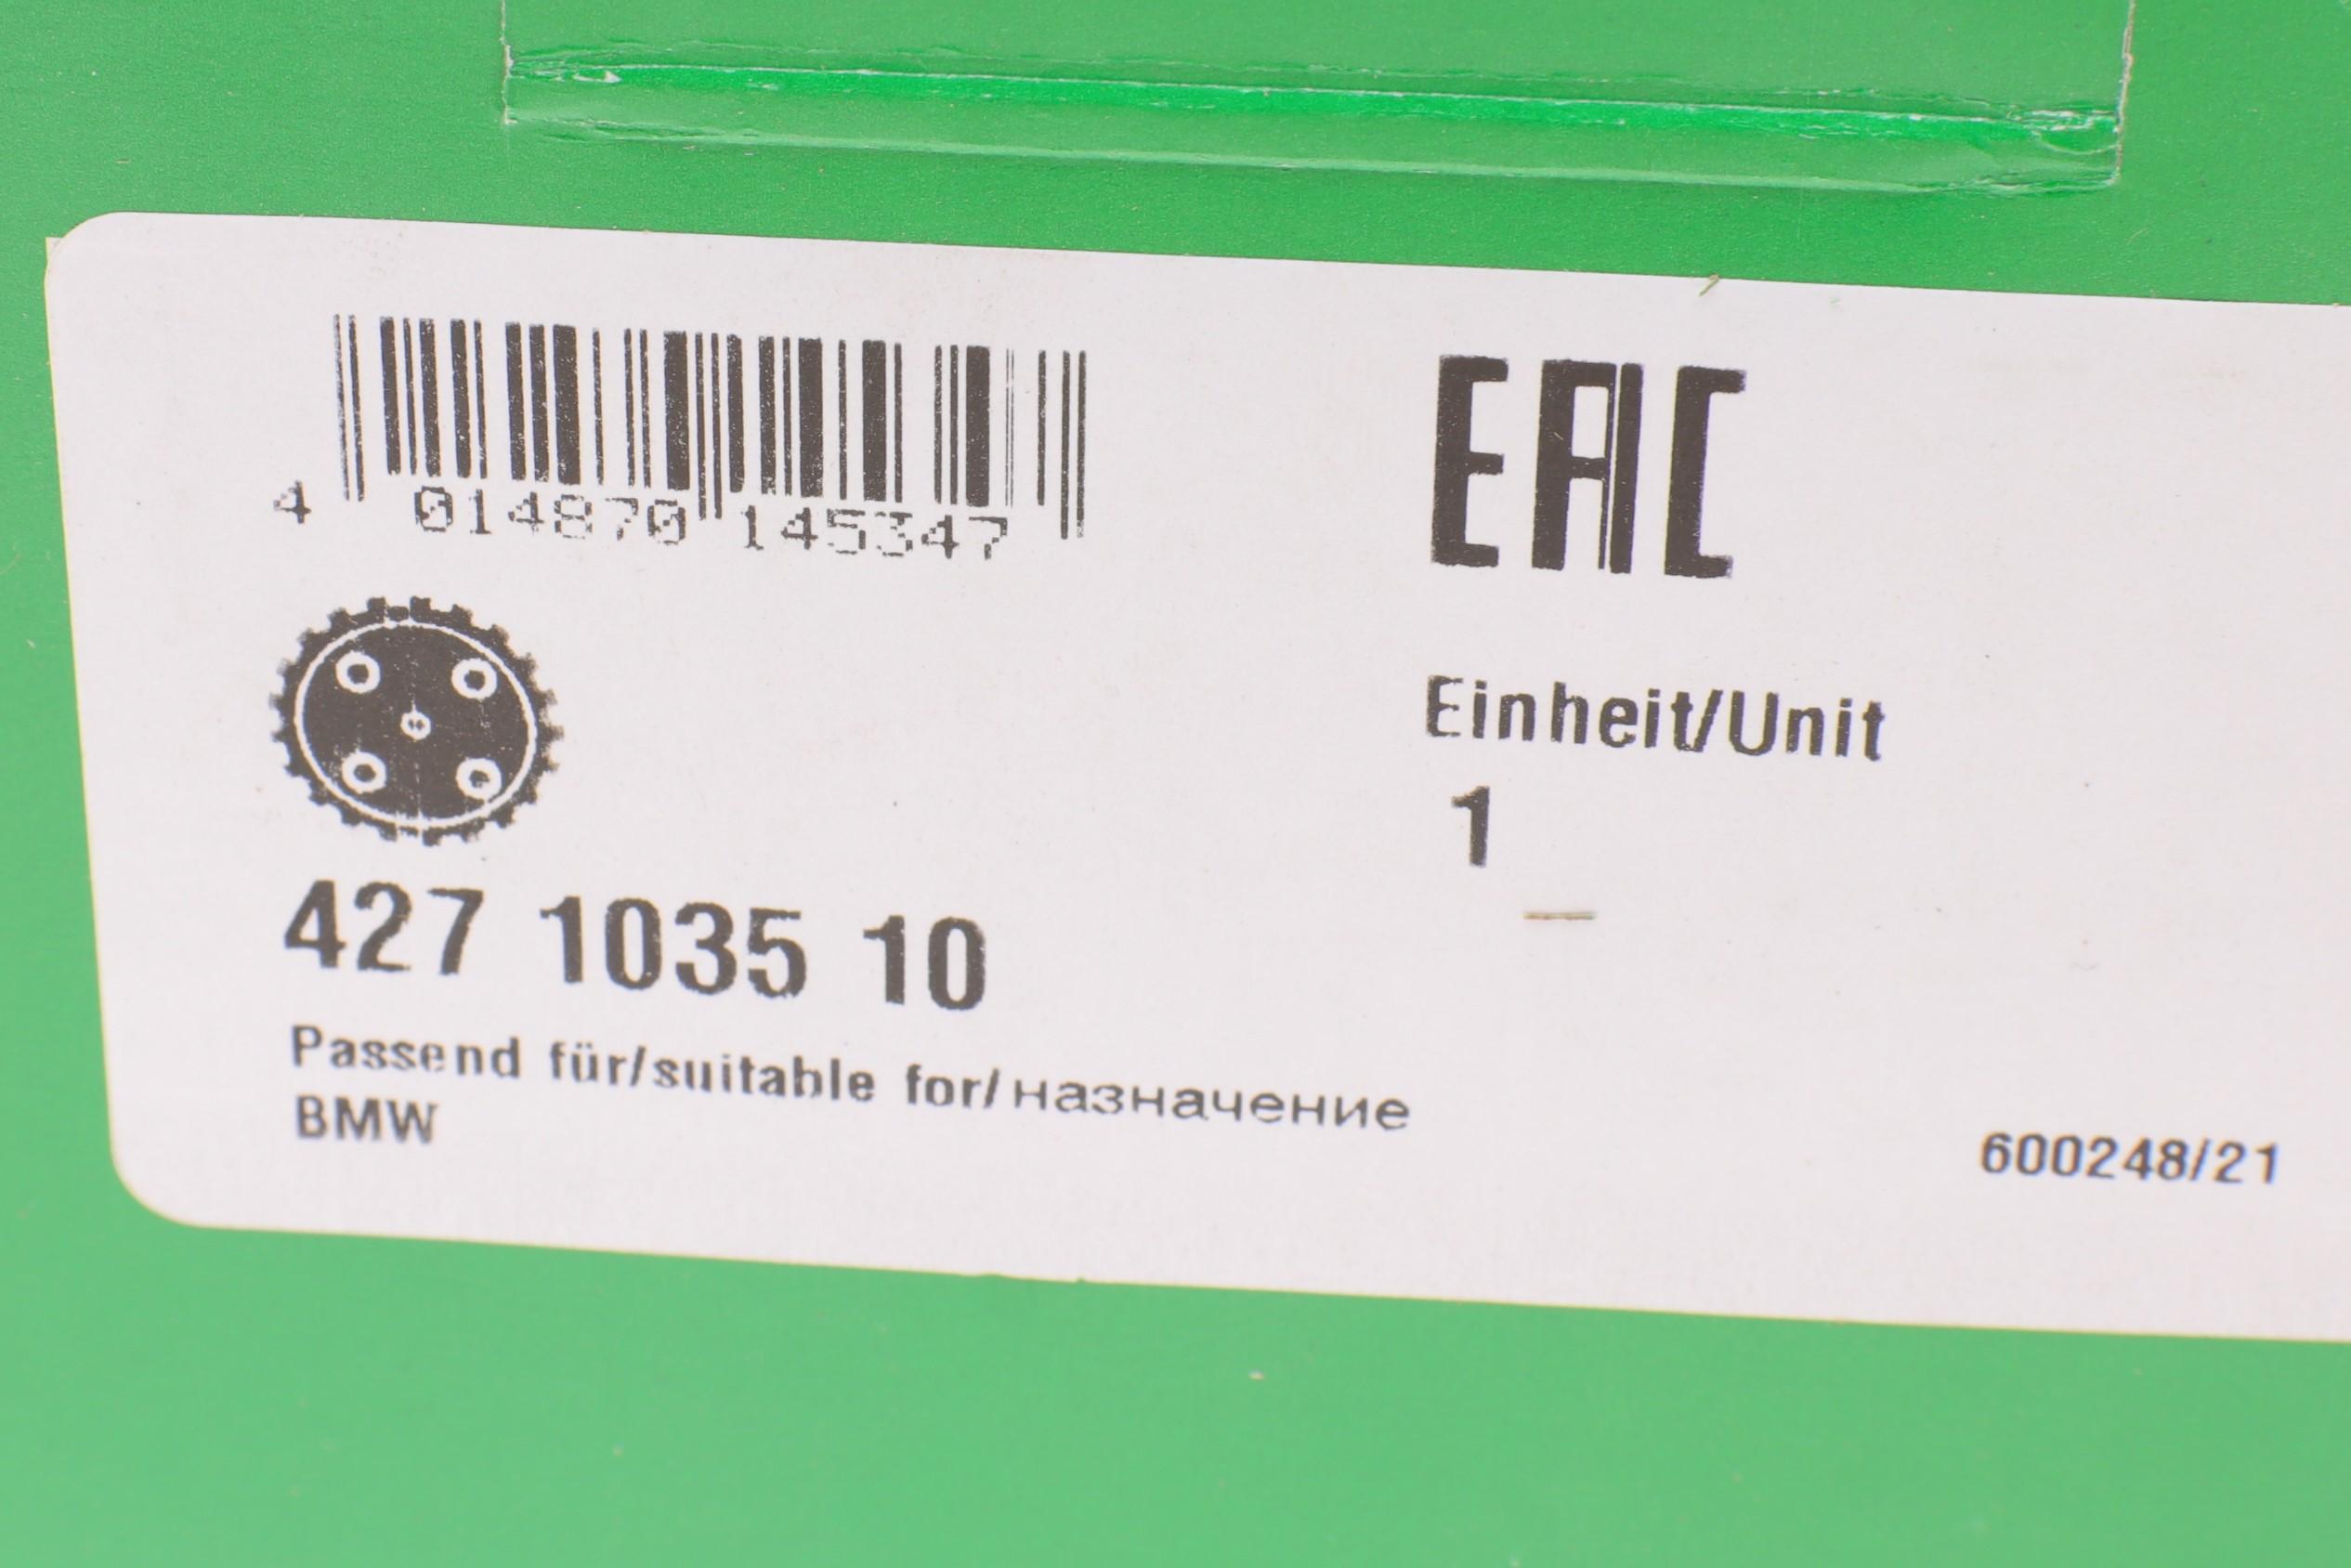 4 014870 145347
EAC
Einheit/Unit
1
427 1035 10
Passend für/suitable for/назначение
BMW
600248/21